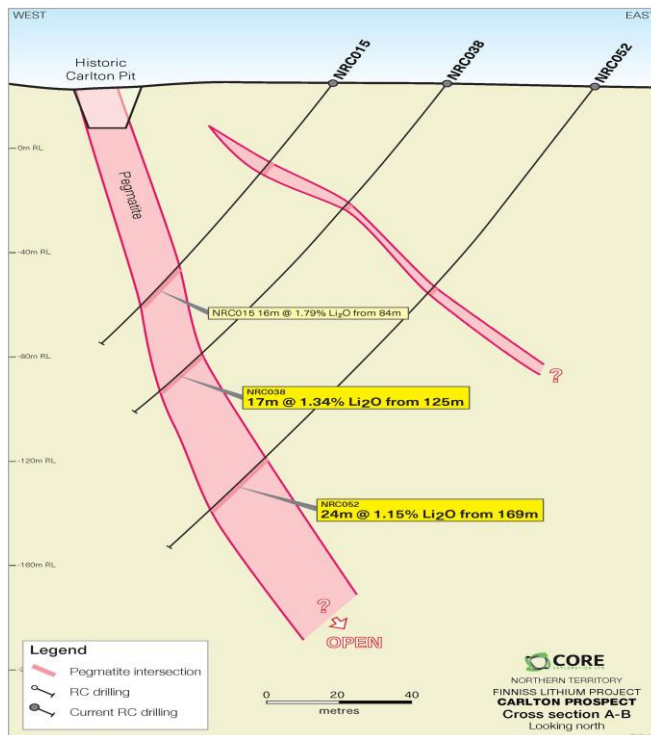 WEST
EAST
Historic
Carlton Pit
NRC015
NRC038
NRC052
0m RL
Pegmatite
-40m RL
NRC015 16m @ 1.79% Li₂O from 84m
-80m RL
?
NRC038
17m @ 1.34% Li2O from 125m
-120m RL
NRC052
24m @ 1.15% Li2O from 169m
-160m RL
?
OPEN
Legend
Pegmatite intersection
RC drilling
Current RC drilling
0 20 40
metres
CORE
NORTHERN TERRITORY
FINNISS LITHIUM PROJECT
CARLTON PROSPECT
Cross section A-B
Looking north